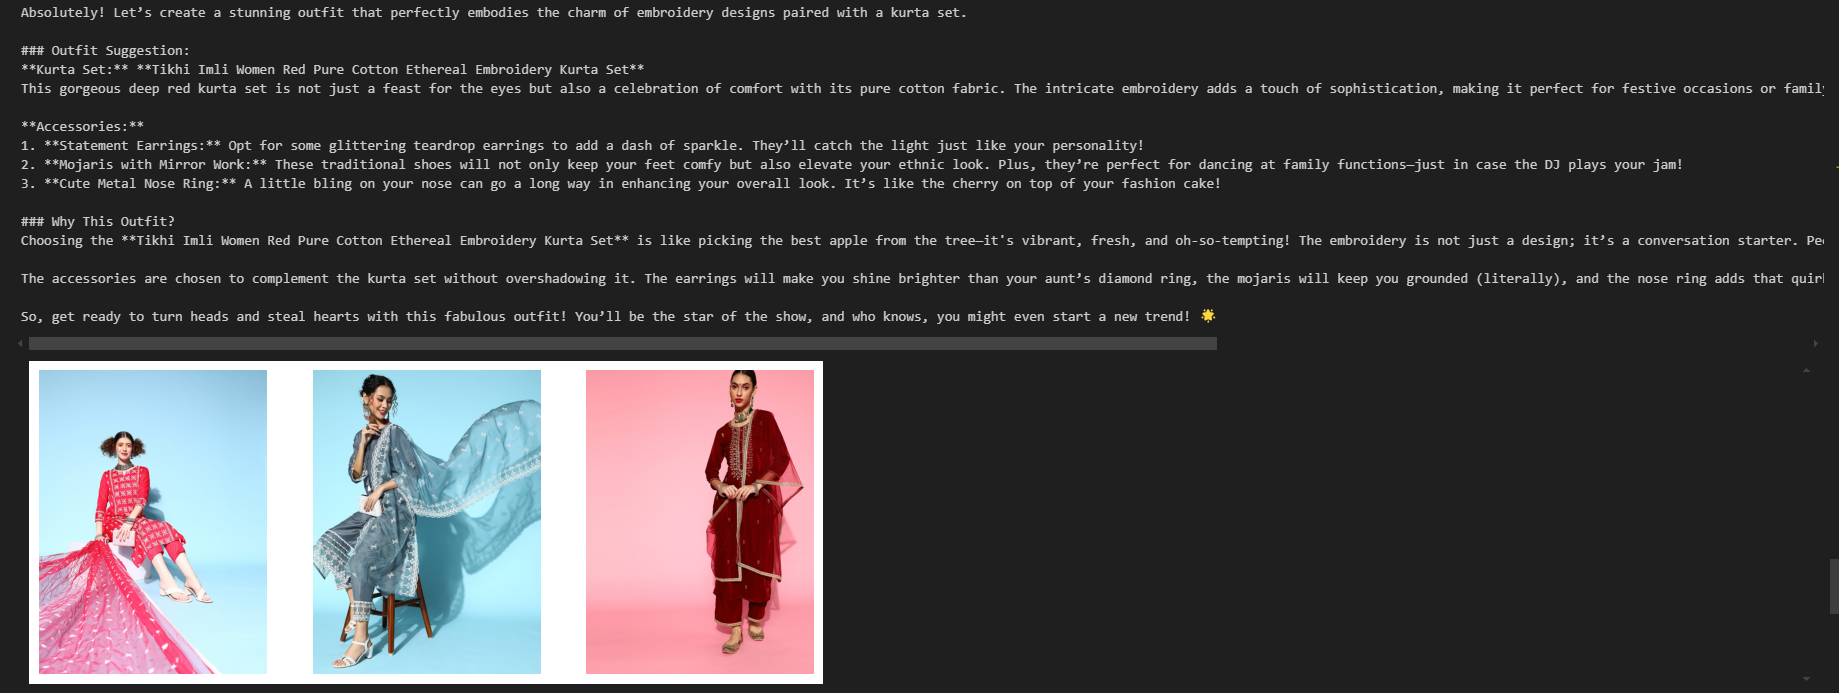 Absolutely! Let’s create a stunning outfit that perfectly embodies the charm of embroidery designs paired with a kurta set.
### Outfit Suggestion:
**Kurta Set:** **Tikhi Imli Women Red Pure Cotton Ethereal Embroidery Kurta Set**
This gorgeous deep red kurta set is not just a feast for the eyes but also a celebration of comfort with its pure cotton fabric. The intricate embroidery adds a touch of sophistication, making it perfect for festive occasions or family
**Accessories:**
1. **Statement Earrings:** Opt for some glittering teardrop earrings to add a dash of sparkle. They’ll catch the light just like your personality!
2. **Mojaris with Mirror Work:** These traditional shoes will not only keep your feet comfy but also elevate your ethnic look. Plus, they’re perfect for dancing at family functions—just in case the DJ plays your jam!
3. **Cute Metal Nose Ring:** A little bling on your nose can go a long way in enhancing your overall look. It’s like the cherry on top of your fashion cake!
### Why This Outfit?
Choosing the **Tikhi Imli Women Red Pure Cotton Ethereal Embroidery Kurta Set** is like picking the best apple from the tree—it's vibrant, fresh, and oh-so-tempting! The embroidery is not just a design; it’s a conversation starter.
The accessories are chosen to complement the kurta set without overshadowing it. The earrings will make you shine brighter than your aunt’s diamond ring, the mojaris will keep you grounded (literally), and the nose ring adds that
So, get ready to turn heads and steal hearts with this fabulous outfit! You’ll be the star of the show, and who knows, you might even start a new trend! 🌟